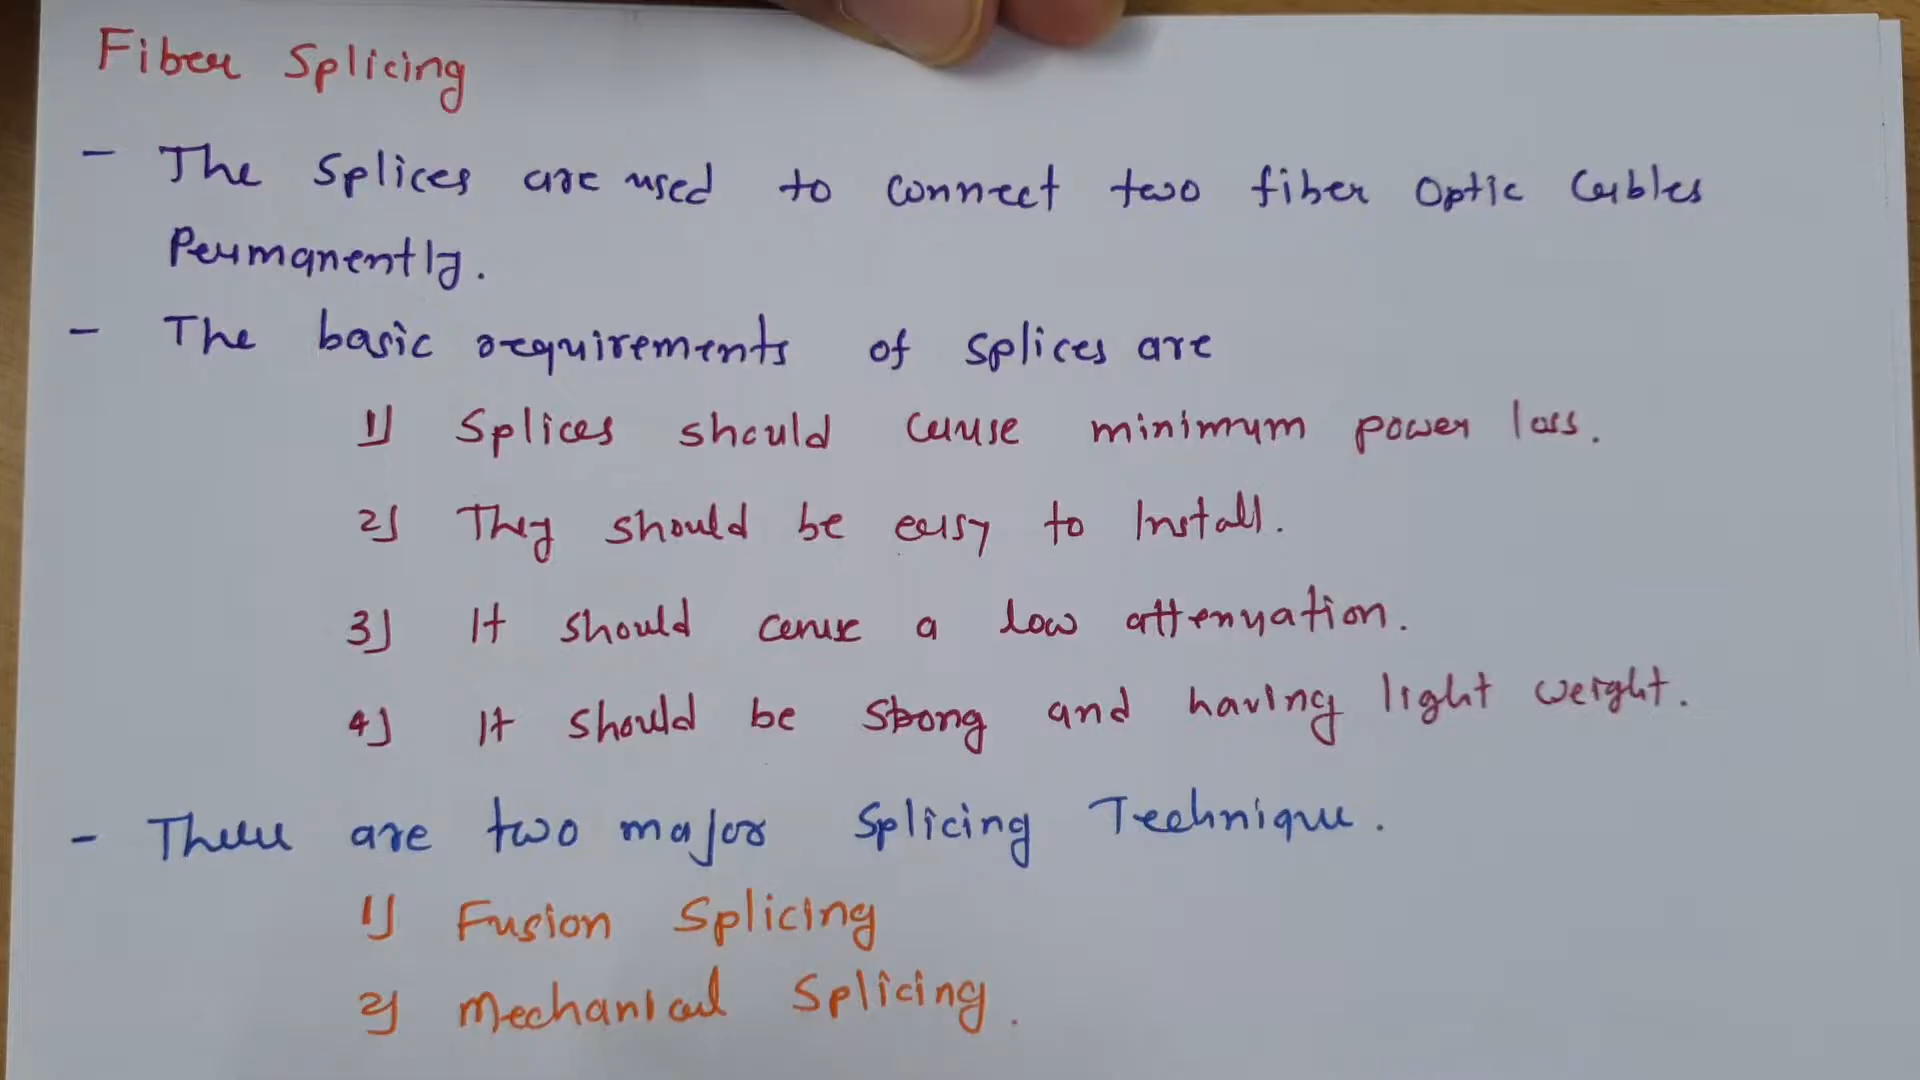 Fiber Splicing
- The Splices are used to connect two fiber Optic Cables
Permanently.
- The basic requirements of splices are
1) Splices should cause minimum power loss.
2) They should be easy to Install.
3) It should cause a low attenuation.
4) It should be strong and having light weight.
- There are two major Splicing Technique.
1) Fusion Splicing
2) Mechanical Splicing.